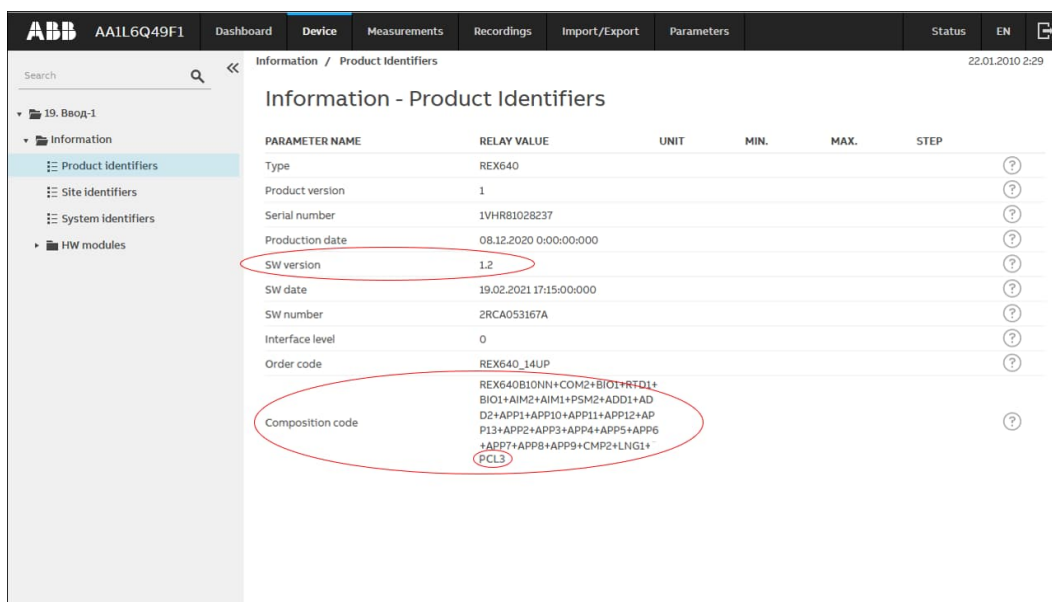 ABB AA1L6Q49F1 Dashboard Device Measurements Recordings Import/Export Parameters Status EN
Search
Information / Product Identifiers 22.01.2010 2:29
19. Ввод-1
Information
Product identifiers
Site identifiers
System identifiers
HW modules
Information - Product Identifiers
PARAMETER NAME RELAY VALUE UNIT MIN. MAX. STEP
Type REX640 ?
Product version 1 ?
Serial number 1VHR81028237 ?
Production date 08.12.2020 0:00:00:000 ?
SW version 1.2 ?
SW date 19.02.2021 17:15:00:000 ?
SW number 2RCA053167A ?
Interface level 0 ?
Order code REX640_14UP ?
Composition code ?
REX640B10NN+COM2+BIO1+RTD1+
BIO1+AIM2+AIM1+PSM2+ADD1+AD
D2+APP1+APP10+APP11+APP12+AP
P13+APP2+APP3+APP4+APP5+APP6
+APP7+APP8+APP9+CMP2+LNG1+
PCL3